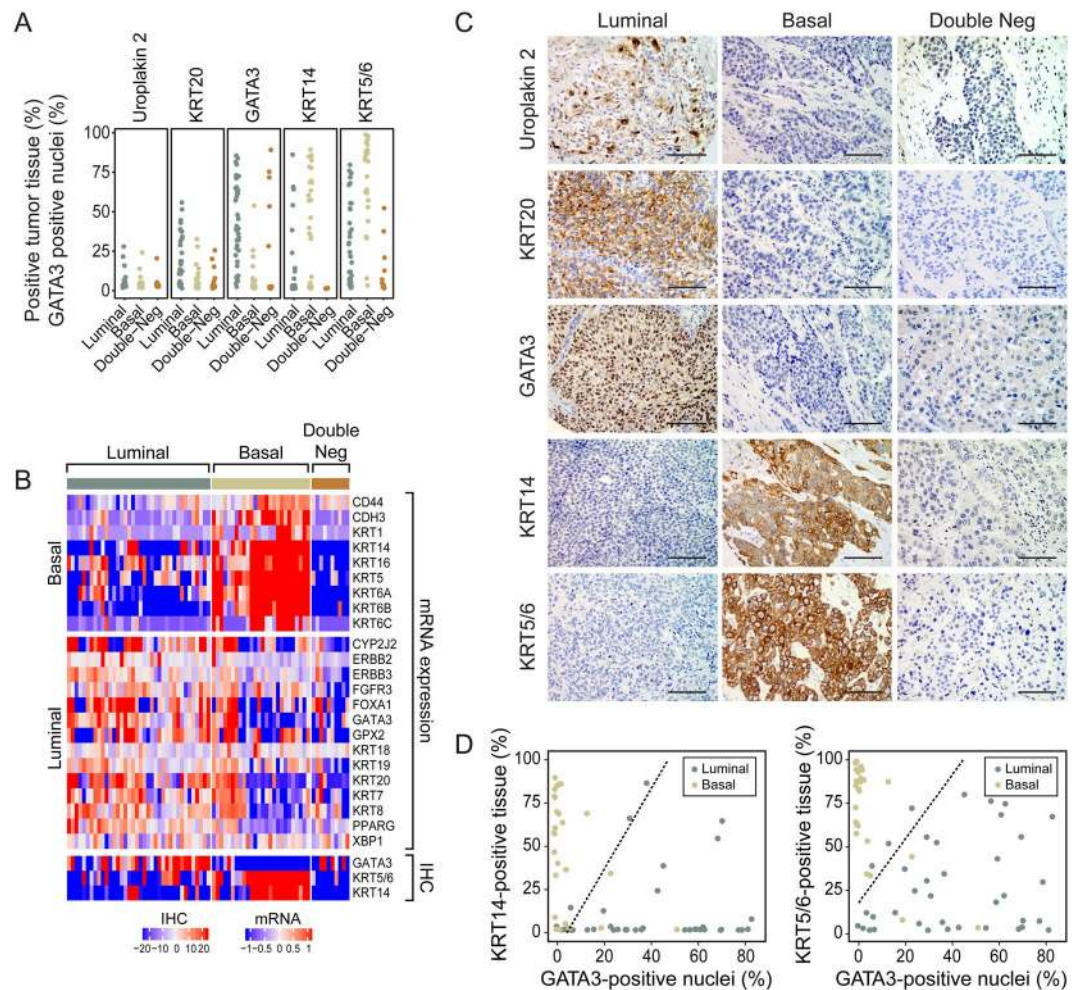 A
Uroplakin 2
KRT20
GATA3
KRT14
KRT5/6
Positive tumor tissue (%)
GATA3 positive nuclei (%)
100
75
50
25
0
Luminal
Basal
Double-Neg
Luminal
Basal
Double-Neg
Luminal
Basal
Double-Neg
Luminal
Basal
Double-Neg
Luminal
Basal
Double-Neg
B
Luminal
Basal
Double
Neg
Basal
CD44
CDH3
KRT1
KRT14
KRT16
KRT5
KRT6A
KRT6B
KRT6C
Luminal
CYP2J2
ERBB2
ERBB3
FGFR3
FOXA1
GATA3
GPX2
KRT18
KRT19
KRT20
KRT7
KRT8
PPARG
XBP1
mRNA expression
GATA3
KRT5/6
KRT14
IHC
IHC
−20−10 0 1020
mRNA
−1−0.5 0 0.5 1
C
Luminal
Basal
Double Neg
Uroplakin 2
KRT20
GATA3
KRT14
KRT5/6
D
KRT14-positive tissue (%)
100
75
50
25
0
Luminal
Basal
0 20 40 60 80
GATA3-positive nuclei (%)
KRT5/6-positive tissue (%)
100
75
50
25
0
Luminal
Basal
0 20 40 60 80
GATA3-positive nuclei (%)